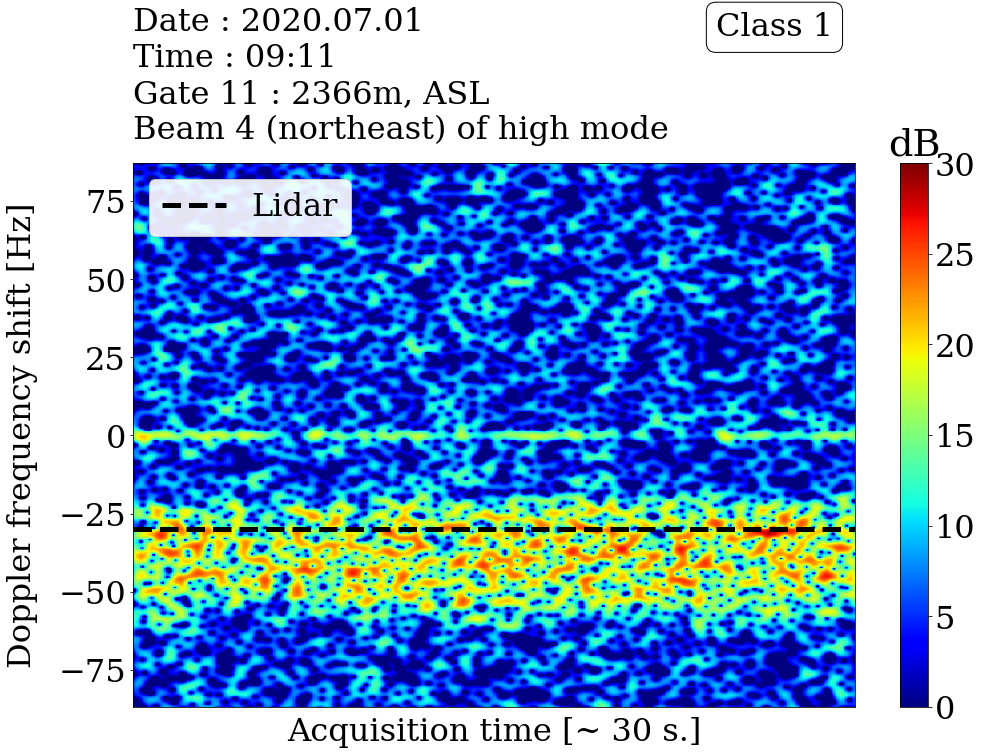 Date : 2020.07.01
Time : 09:11
Gate 11 : 2366m, ASL
Beam 4 (northeast) of high mode
Class 1
dB
Lidar
Doppler frequency shift [Hz]
75
50
25
0
−25
−50
−75
30
25
20
15
10
5
0
Acquisition time [~ 30 s.]